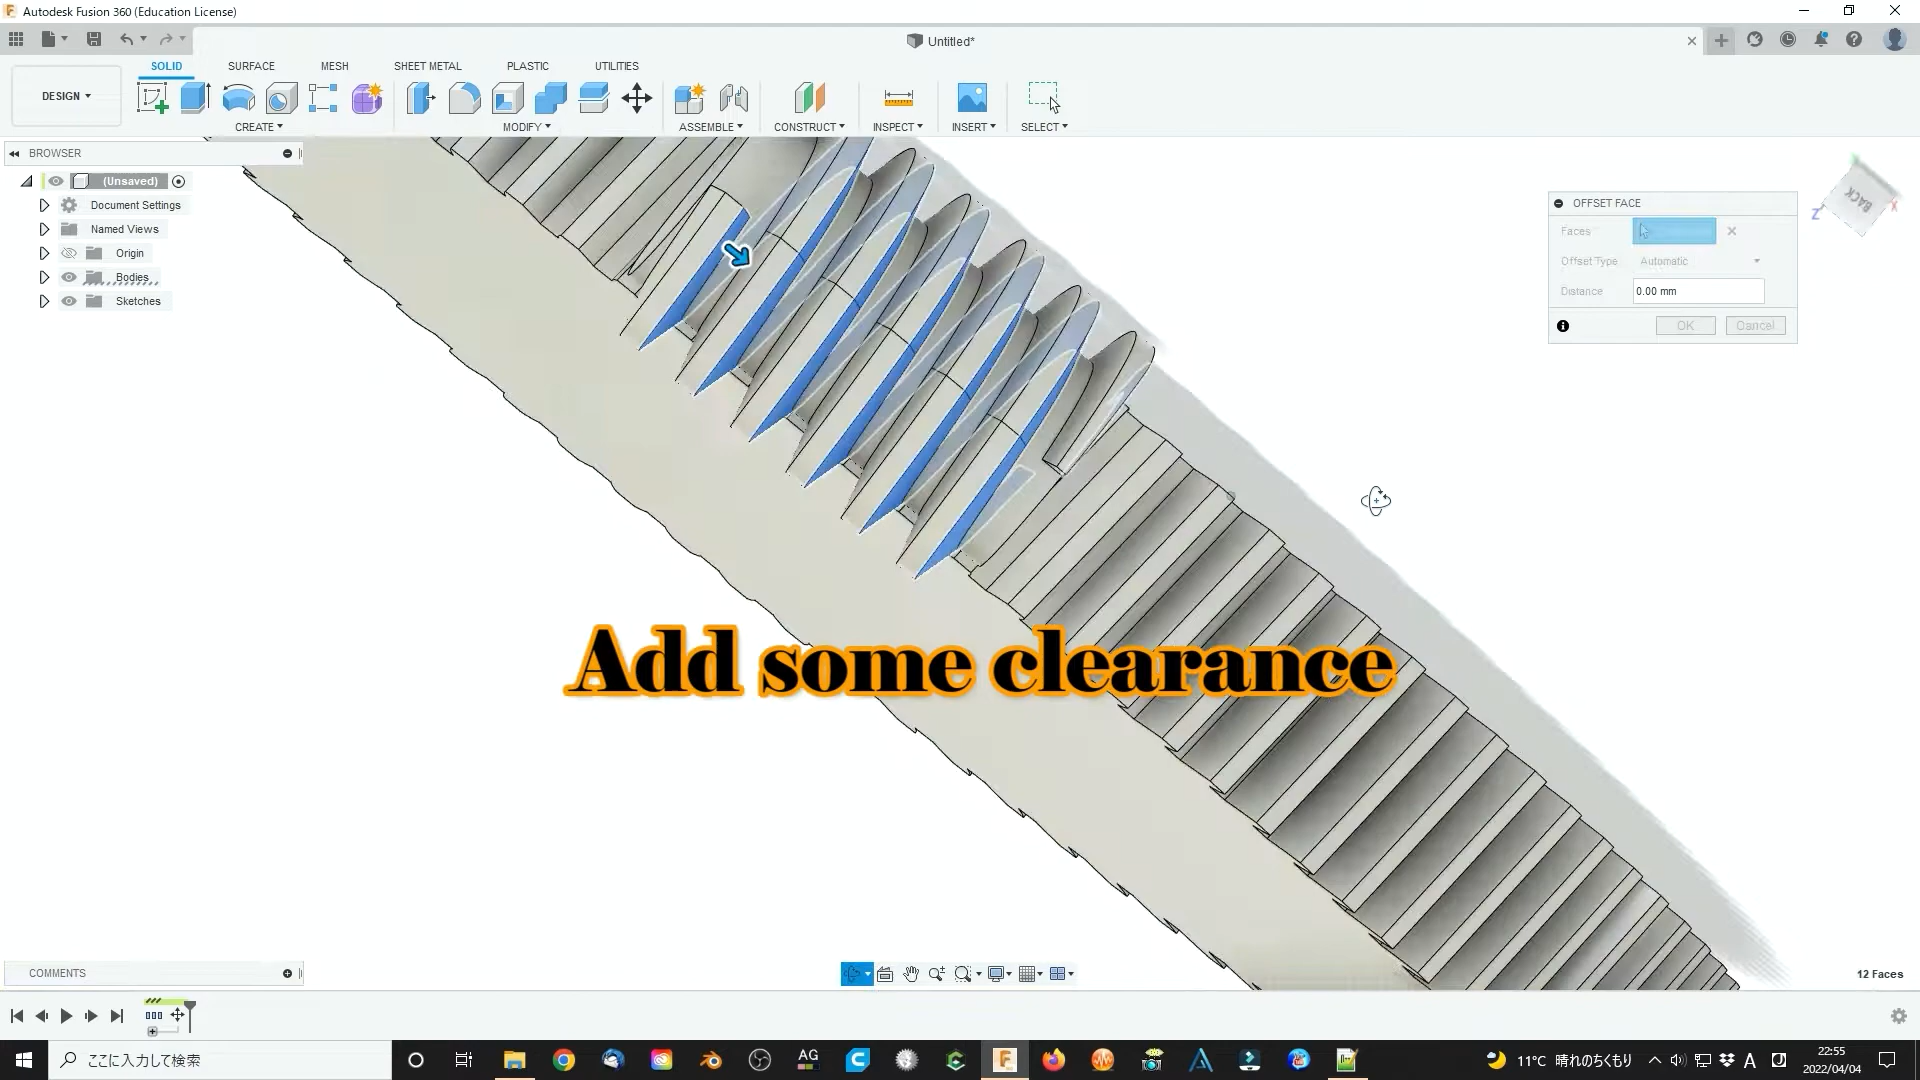 Autodesk Fusion 360 (Education License)
Untitled*
DESIGN
SOLID
SURFACE
MESH
SHEET METAL
PLASTIC
UTILITIES
CREATE
MODIFY
ASSEMBLE
CONSTRUCT
INSPECT
INSERT
SELECT
BROWSER
(Unsaved)
Document Settings
Named Views
Origin
Bodies
Sketches
BACK
Z
X
OFFSET FACE
Faces
Offset Type
Automatic
Distance
0.00 mm
OK
Cancel
Add some clearance
COMMENTS
12 Faces
ここに入力して検索
AG
11°C 晴れのちくもり
A
22:55
2022/04/04